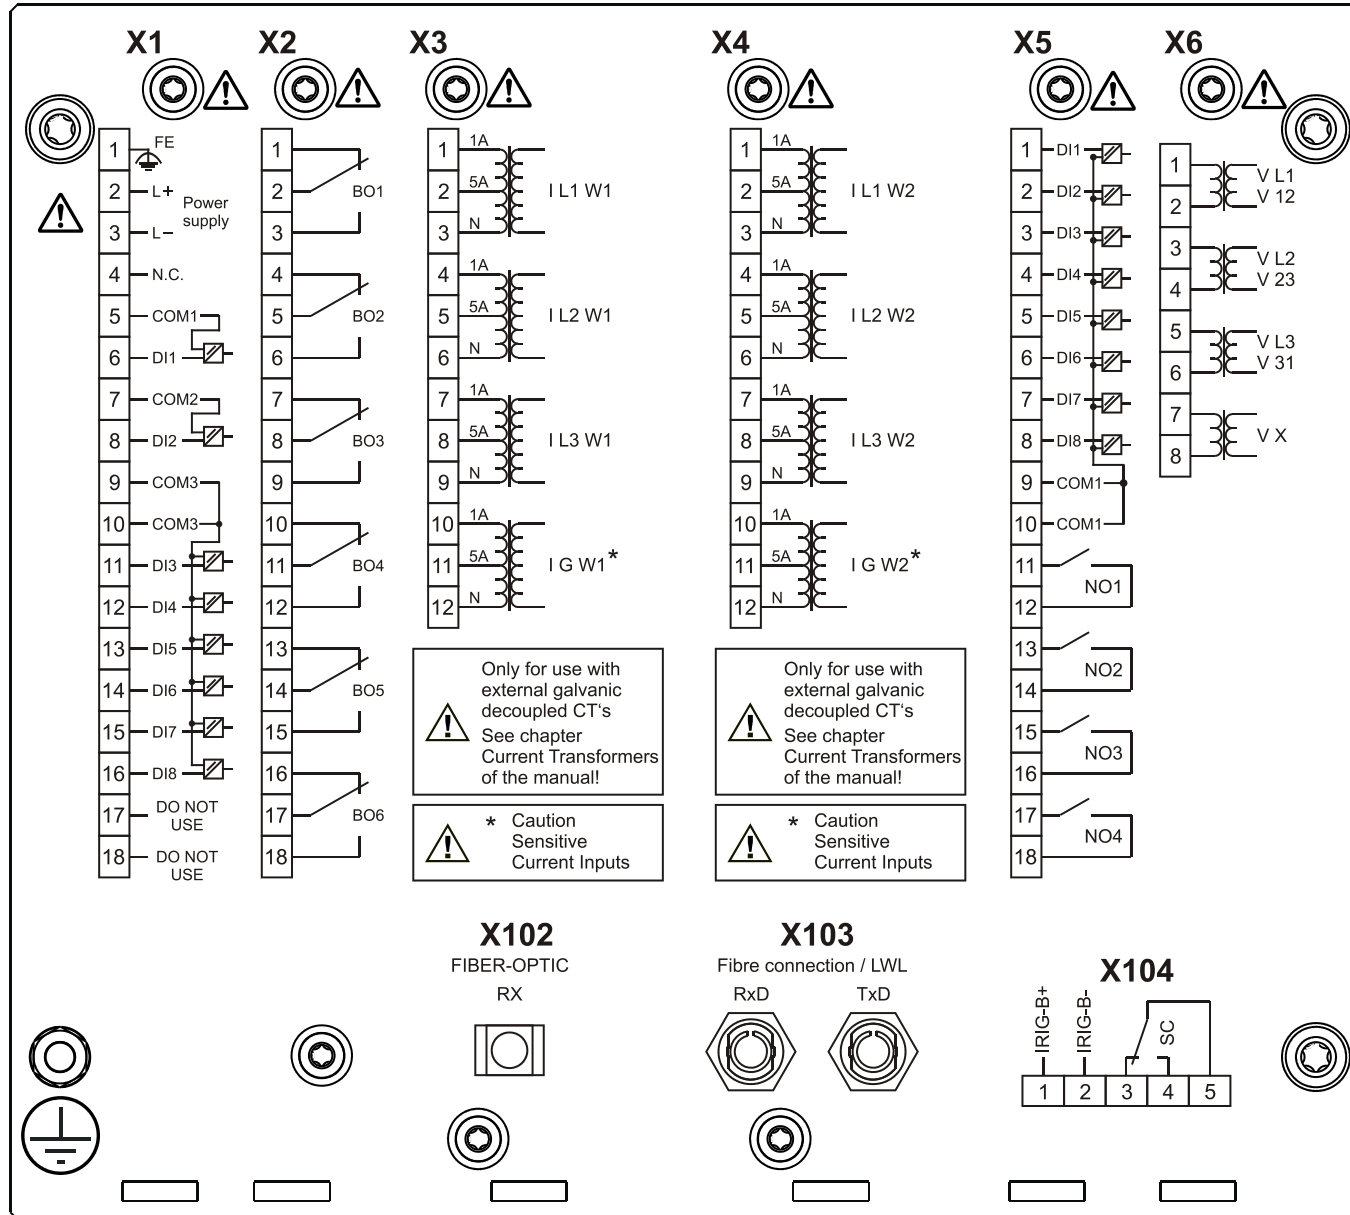 X1
X2
X3
X4
X5
X6
1 FE
2 L+
Power
supply
3 L–
4 N.C.
5 COM1
6 DI1
7 COM2
8 DI2
9 COM3
10 COM3
11 DI3
12 DI4
13 DI5
14 DI6
15 DI7
16 DI8
17 DO NOT
USE
18 DO NOT
USE
1
2 BO1
3
4
5 BO2
6
7
8 BO3
9
10
11 BO4
12
13
14 BO5
15
16
17 BO6
18
1 1A
2 5A I L1 W1
3 N
4 1A
5 5A I L2 W1
6 N
7 1A
8 5A I L3 W1
9 N
10 1A
11 5A I G W1*
12 N
Only for use with
external galvanic
decoupled CT's
See chapter
Current Transformers
of the manual!
* Caution
Sensitive
Current Inputs
1 1A
2 5A I L1 W2
3 N
4 1A
5 5A I L2 W2
6 N
7 1A
8 5A I L3 W2
9 N
10 1A
11 5A I G W2*
12 N
Only for use with
external galvanic
decoupled CT's
See chapter
Current Transformers
of the manual!
* Caution
Sensitive
Current Inputs
1 DI1
2 DI2
3 DI3
4 DI4
5 DI5
6 DI6
7 DI7
8 DI8
9 COM1
10 COM1
11
NO1
12
13
NO2
14
15
NO3
16
17
NO4
18
1 V L1
2 V 12
3 V L2
4 V 23
5 V L3
6 V 31
7
V X
8
X102
FIBER-OPTIC
RX
X103
Fibre connection / LWL
RxD TxD
X104
IRIG-B+
IRIG-B-
SC
1 2 3 4 5